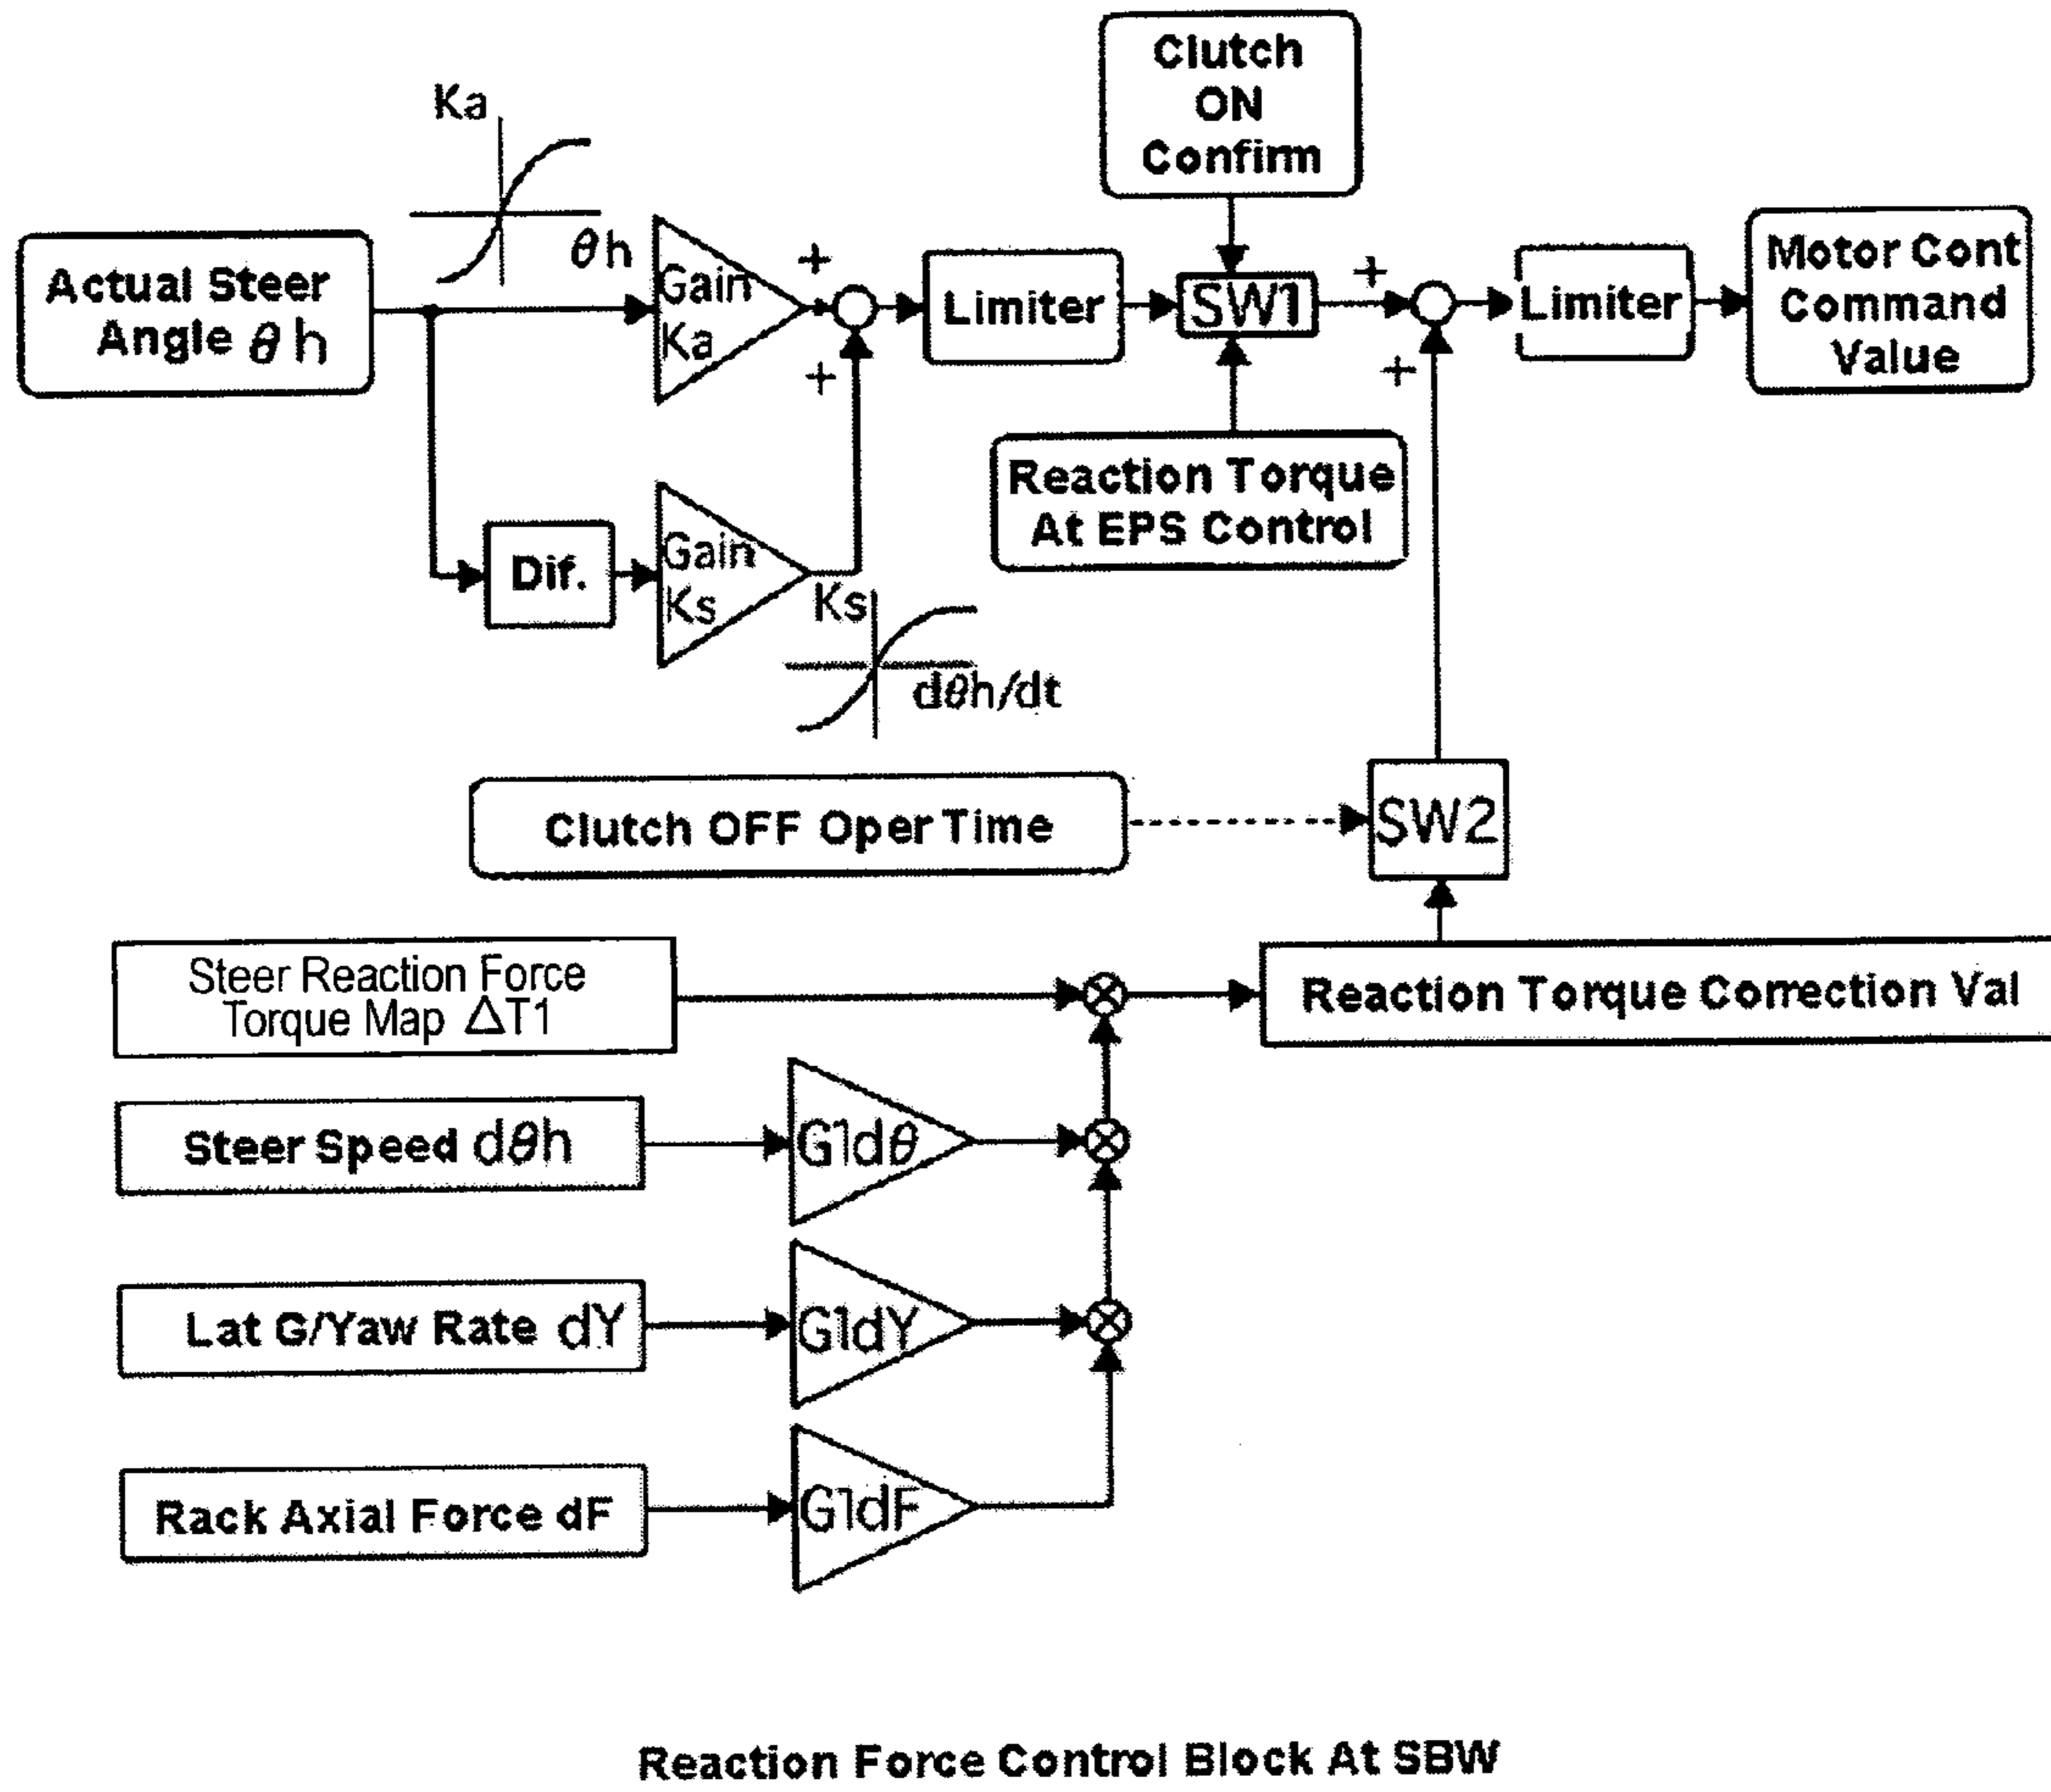 Clutch
ON
Confirm
Ka
θh
Actual Steer
Angle θh
Gain
Ka
+
+
Limiter
SW1
+
+
Limiter
Motor Cont
Command
Value
Reaction Torque
At EPS Control
Dif.
Gain
Ks
Ks
dθh/dt
Clutch OFF Oper Time
SW2
Steer Reaction Force
Torque Map ΔT1
Reaction Torque Correction Val
Steer Speed dθh
G1dθ
Lat G/Yaw Rate dY
G1dY
Rack Axial Force dF
G1dF
Reaction Force Control Block At SBW